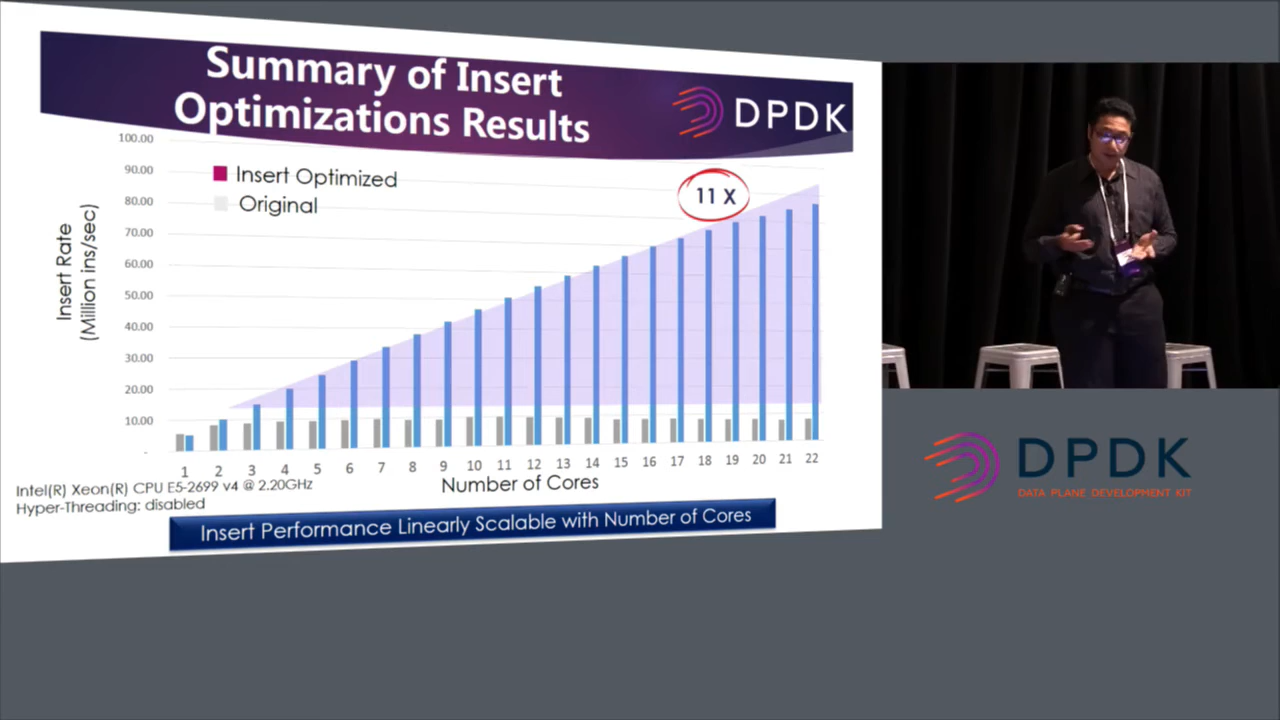 Summary of Insert
Optimizations Results
DPDK
Insert Optimized
Original
11 X
Insert Rate
(Million ins/sec)
100.00
90.00
80.00
70.00
60.00
50.00
40.00
30.00
20.00
10.00
-
1 2 3 4 5 6 7 8 9 10 11 12 13 14 15 16 17 18 19 20 21 22
Number of Cores
Intel(R) Xeon(R) CPU E5-2699 v4 @ 2.20GHz
Hyper-Threading: disabled
Insert Performance Linearly Scalable with Number of Cores
DPDK
DATA PLANE DEVELOPMENT KIT